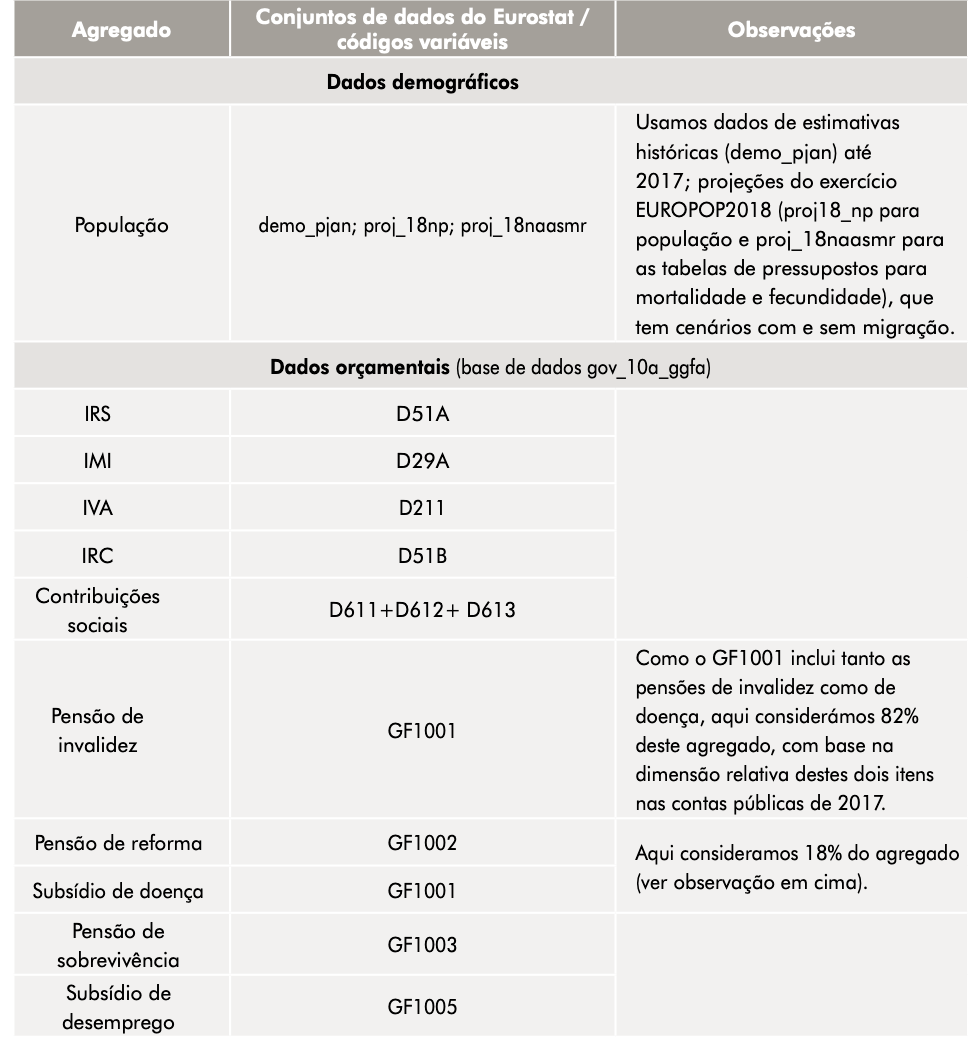 Agregado
Conjuntos de dados do Eurostat /
códigos variáveis
Observações
Dados demográficos
População
demo_pjan; proj_18np; proj_18naasmr
Usamos dados de estimativas
históricas (demo_pjan) até
2017; projeções do exercício
EUROPOP2018 (proj18_np para
população e proj_18naasmr para
as tabelas de pressupostos para
mortalidade e fecundidade), que
tem cenários com e sem migração.
Dados orçamentais (base de dados gov_10a_ggfa)
IRS
D51A
IMI
D29A
IVA
D211
IRC
D51B
Contribuições
sociais
D611+D612+ D613
Pensão de
invalidez
GF1001
Como o GF1001 inclui tanto as
pensões de invalidez como de
doença, aqui considerámos 82%
deste agregado, com base na
dimensão relativa destes dois itens
nas contas públicas de 2017.
Pensão de reforma
GF1002
Aqui consideramos 18% do agregado
(ver observação em cima).
Subsídio de doença
GF1001
Pensão de
sobrevivência
GF1003
Subsídio de
desemprego
GF1005